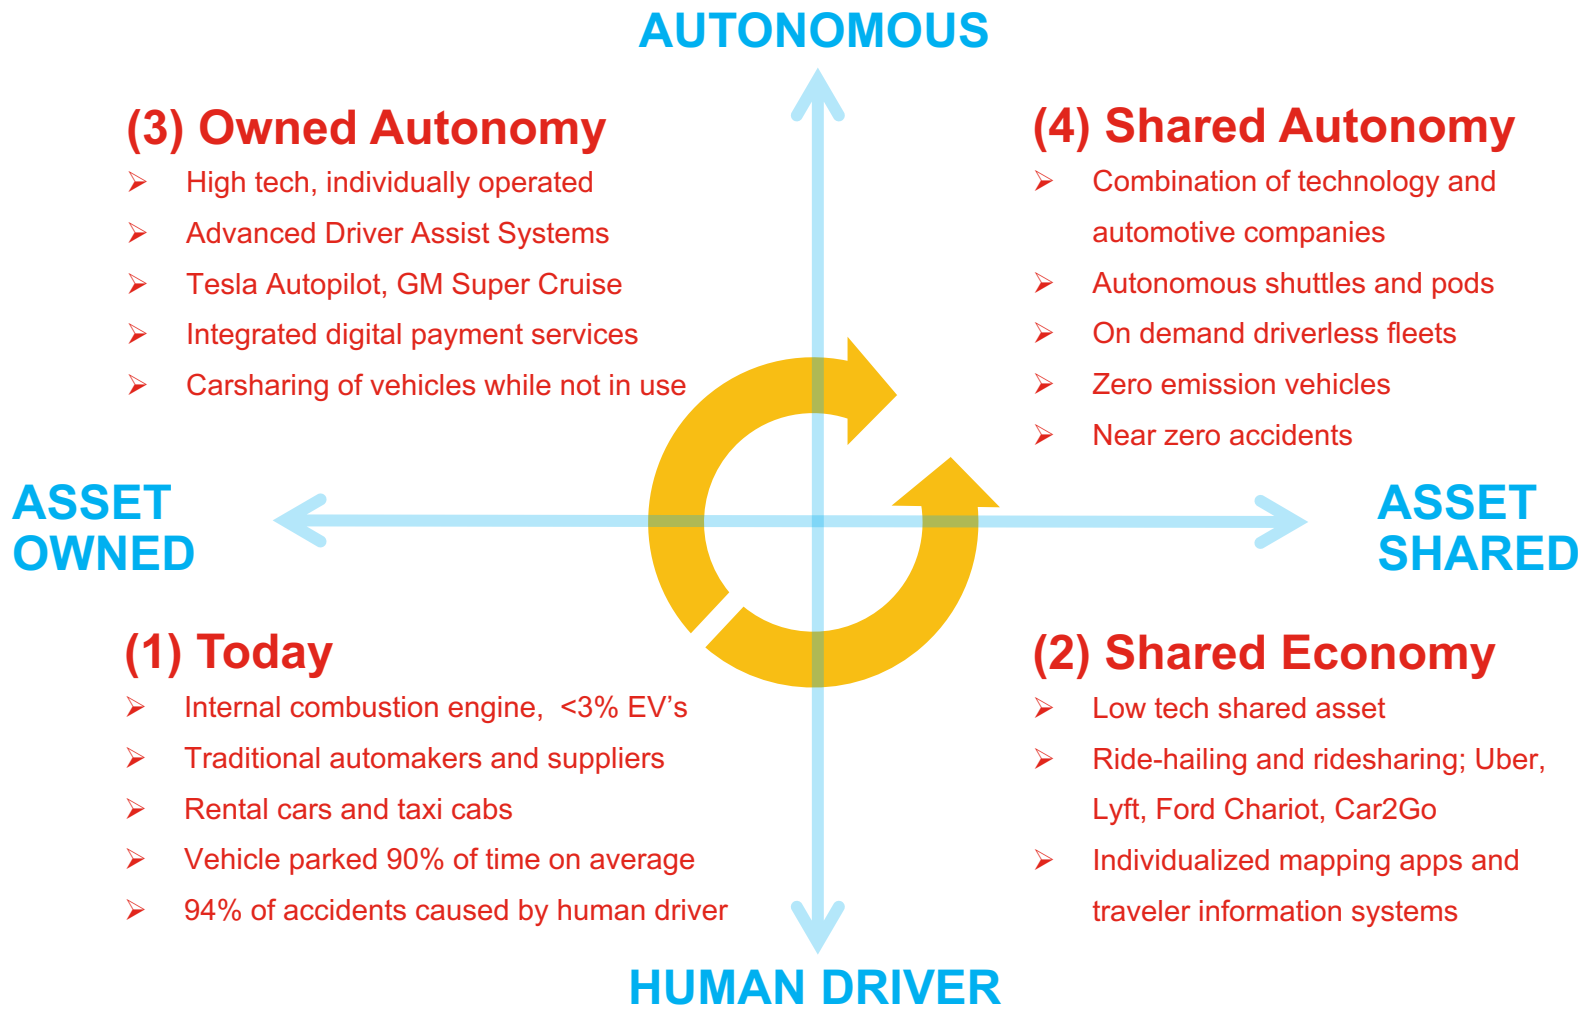 AUTONOMOUS
(3) Owned Autonomy
➢ High tech, individually operated
➢ Advanced Driver Assist Systems
➢ Tesla Autopilot, GM Super Cruise
➢ Integrated digital payment services
➢ Carsharing of vehicles while not in use
(4) Shared Autonomy
➢ Combination of technology and
automotive companies
➢ Autonomous shuttles and pods
➢ On demand driverless fleets
➢ Zero emission vehicles
➢ Near zero accidents
ASSET
OWNED
ASSET
SHARED
(1) Today
➢ Internal combustion engine, <3% EV's
➢ Traditional automakers and suppliers
➢ Rental cars and taxi cabs
➢ Vehicle parked 90% of time on average
➢ 94% of accidents caused by human driver
(2) Shared Economy
➢ Low tech shared asset
➢ Ride-hailing and ridesharing; Uber,
Lyft, Ford Chariot, Car2Go
➢ Individualized mapping apps and
traveler information systems
HUMAN DRIVER